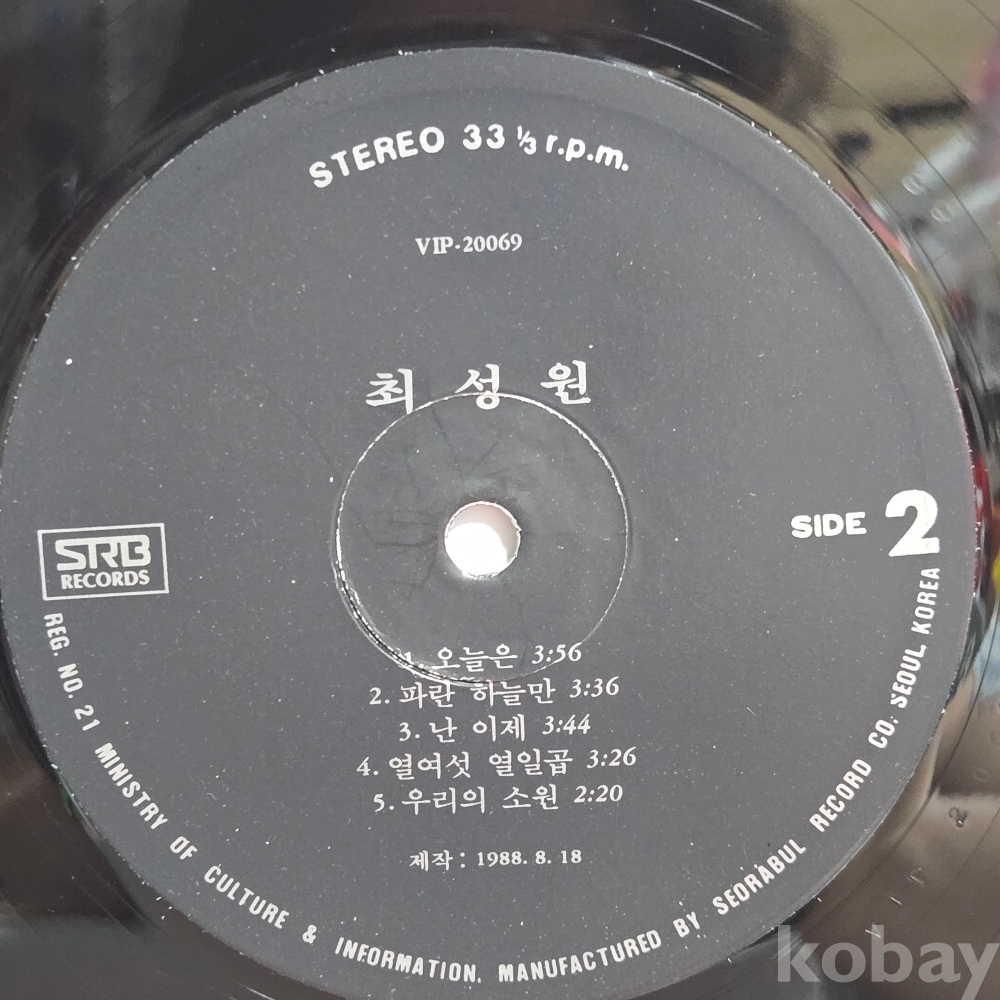 STEREO 33 ⅓ r.p.m.
VIP-20069
최 성 원
SIDE 2
SRB
RECORDS
1. 오늘은 3:56
2. 파란 하늘만 3:36
3. 난 이제 3:44
4. 열여섯 열일곱 3:26
5. 우리의 소원 2:20
제작: 1988. 8. 18
REG. NO. 21 MINISTRY OF CULTURE & INFORMATION, MANUFACTURED BY SEORABUL RECORD CO; SEOUL KOREA
kobay